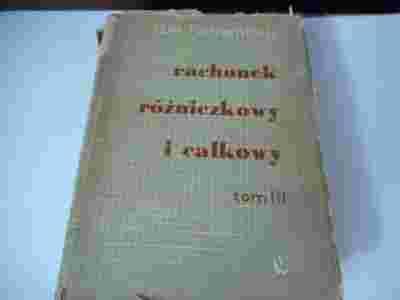 rachunek
różniczkowy
i całkowy
tom III